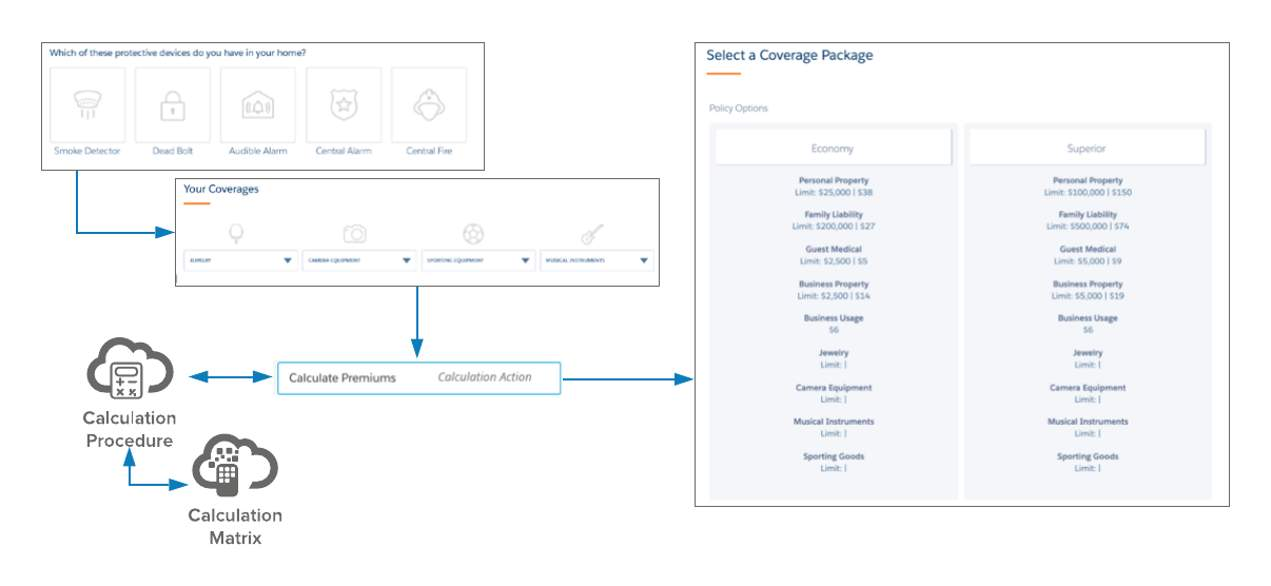 Which of these protective devices do you have in your home?
Smoke Detector
Dead Bolt
Audible Alarm
Central Alarm
Central Fire
Your Coverages
JEWELRY
CAMERA EQUIPMENT
SPORTING EQUIPMENT
MUSICAL INSTRUMENTS
Calculate Premiums
Calculation Action
Calculation
Procedure
Calculation
Matrix
Select a Coverage Package
Policy Options
Economy
Personal Property
Limit: $25,000 | $38
Family Liability
Limit: $200,000 | $27
Guest Medical
Limit: $2,500 | $5
Business Property
Limit: $2,500 | $14
Business Usage
$6
Jewelry
Limit: |
Camera Equipment
Limit: |
Musical Instruments
Limit: |
Sporting Goods
Limit: |
Superior
Personal Property
Limit: $100,000 | $150
Family Liability
Limit: $500,000 | $74
Guest Medical
Limit: $5,000 | $9
Business Property
Limit: $5,000 | $19
Business Usage
$6
Jewelry
Limit: |
Camera Equipment
Limit: |
Musical Instruments
Limit: |
Sporting Goods
Limit: |